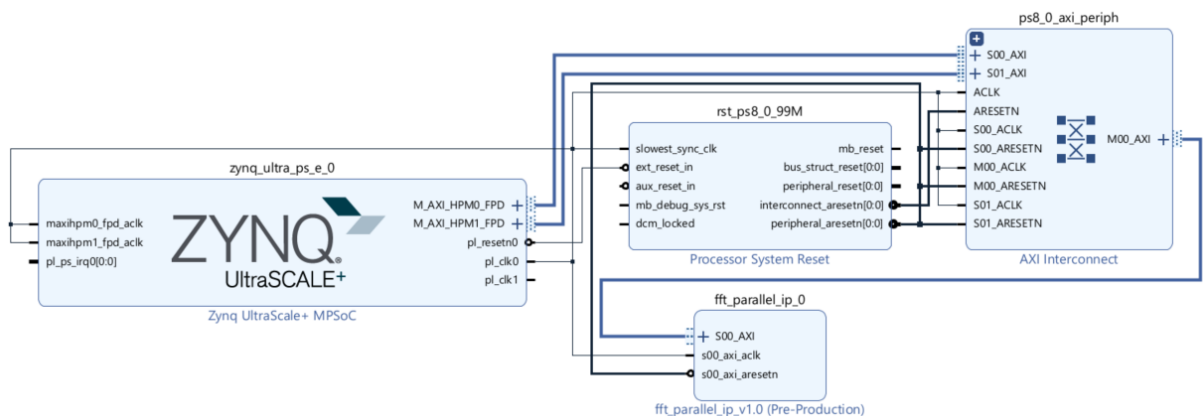 ps8_0_axi_periph
S00_AXI
S01_AXI
ACLK
ARESETN
S00_ACLK
S00_ARESETN
M00_ACLK
M00_ARESETN
S01_ACLK
S01_ARESETN
M00_AXI
AXI Interconnect
rst_ps8_0_99M
slowest_sync_clk
ext_reset_in
aux_reset_in
mb_debug_sys_rst
dcm_locked
mb_reset
bus_struct_reset[0:0]
peripheral_reset[0:0]
interconnect_aresetn[0:0]
peripheral_aresetn[0:0]
Processor System Reset
zynq_ultra_ps_e_0
maxihpm0_fpd_aclk
maxihpm1_fpd_aclk
pl_ps_irq0[0:0]
ZYNQ
UltraSCALE+
M_AXI_HPM0_FPD
M_AXI_HPM1_FPD
pl_resetn0
pl_clk0
pl_clk1
Zynq UltraScale+ MPSoC
fft_parallel_ip_0
S00_AXI
s00_axi_aclk
s00_axi_aresetn
fft_parallel_ip_v1.0 (Pre-Production)